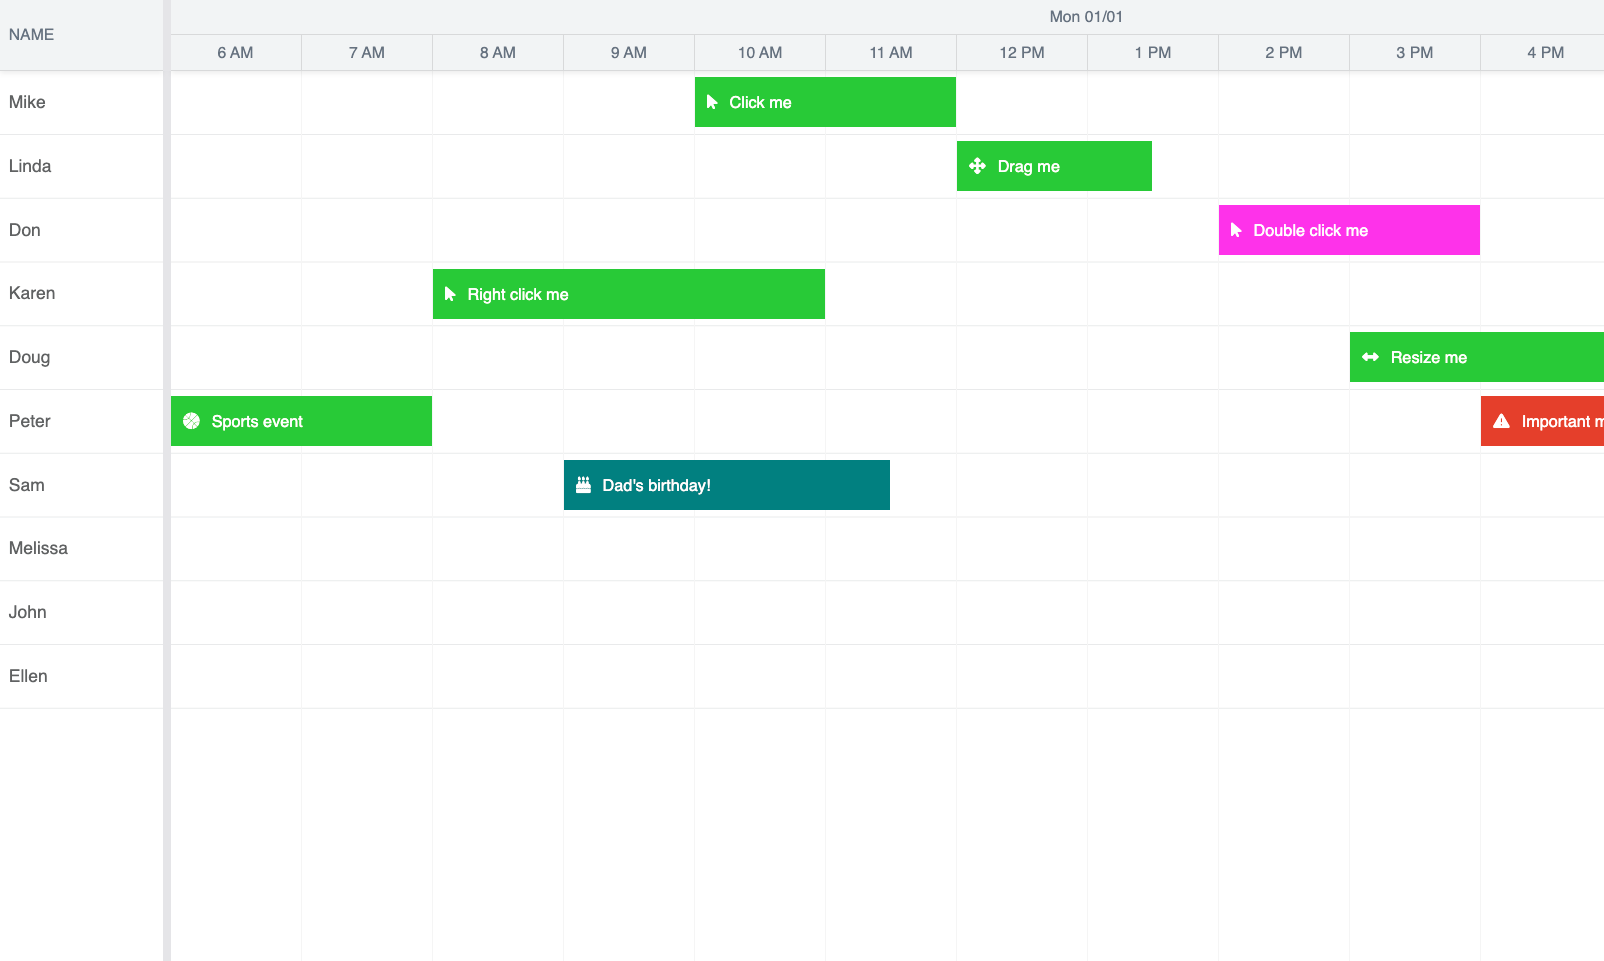 NAME
Mon 01/01
6 AM 7 AM 8 AM 9 AM 10 AM 11 AM 12 PM 1 PM 2 PM 3 PM 4 PM
Mike Click me
Linda Drag me
Don Double click me
Karen Right click me
Doug Resize me
Peter Sports event Important
Sam Dad's birthday!
Melissa
John
Ellen